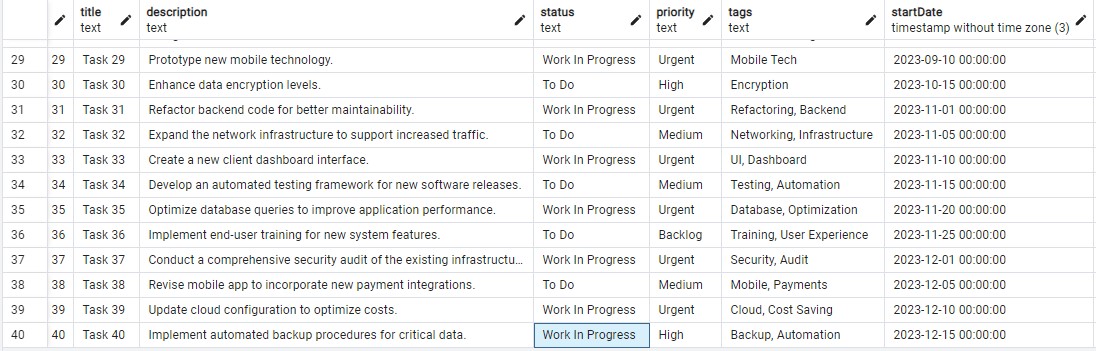 title description status priority tags startDate
text text text text text timestamp without time zone (3)
29 29 Task 29 Prototype new mobile technology. Work In Progress Urgent Mobile Tech 2023-09-10 00:00:00
30 30 Task 30 Enhance data encryption levels. To Do High Encryption 2023-10-15 00:00:00
31 31 Task 31 Refactor backend code for better maintainability. Work In Progress Urgent Refactoring, Backend 2023-11-01 00:00:00
32 32 Task 32 Expand the network infrastructure to support increased traffic. To Do Medium Networking, Infrastructure 2023-11-05 00:00:00
33 33 Task 33 Create a new client dashboard interface. Work In Progress Urgent UI, Dashboard 2023-11-10 00:00:00
34 34 Task 34 Develop an automated testing framework for new software releases. To Do Medium Testing, Automation 2023-11-15 00:00:00
35 35 Task 35 Optimize database queries to improve application performance. Work In Progress Urgent Database, Optimization 2023-11-20 00:00:00
36 36 Task 36 Implement end-user training for new system features. To Do Backlog Training, User Experience 2023-11-25 00:00:00
37 37 Task 37 Conduct a comprehensive security audit of the existing infrastructu... Work In Progress Urgent Security, Audit 2023-12-01 00:00:00
38 38 Task 38 Revise mobile app to incorporate new payment integrations. To Do Medium Mobile, Payments 2023-12-05 00:00:00
39 39 Task 39 Update cloud configuration to optimize costs. Work In Progress Urgent Cloud, Cost Saving 2023-12-10 00:00:00
40 40 Task 40 Implement automated backup procedures for critical data. Work In Progress High Backup, Automation 2023-12-15 00:00:00